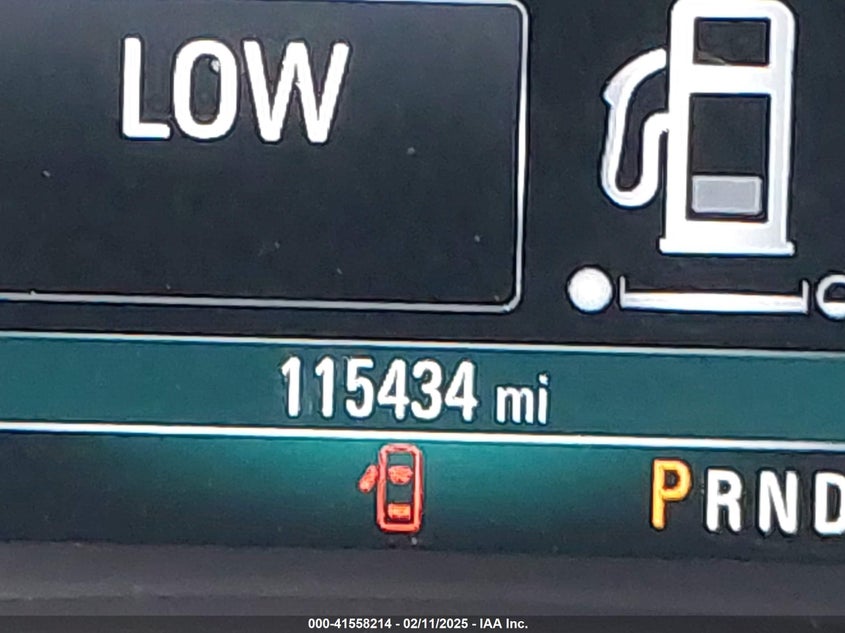 LOW
115434 mi
PRND
000-41558214 - 02/11/2025 - IAA Inc.